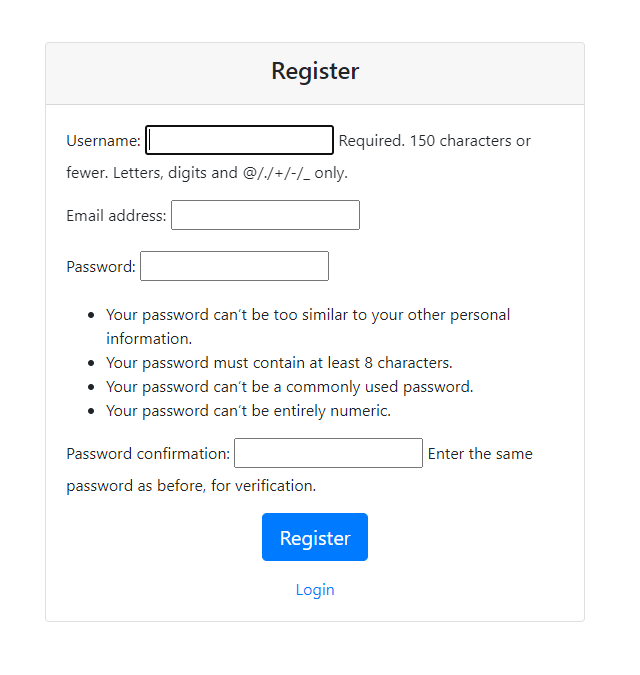 Register
Username: Required. 150 characters or
fewer. Letters, digits and @/./+/-/_ only.
Email address:
Password:
• Your password can’t be too similar to your other personal
information.
• Your password must contain at least 8 characters.
• Your password can’t be a commonly used password.
• Your password can’t be entirely numeric.
Password confirmation: Enter the same
password as before, for verification.
Register
Login